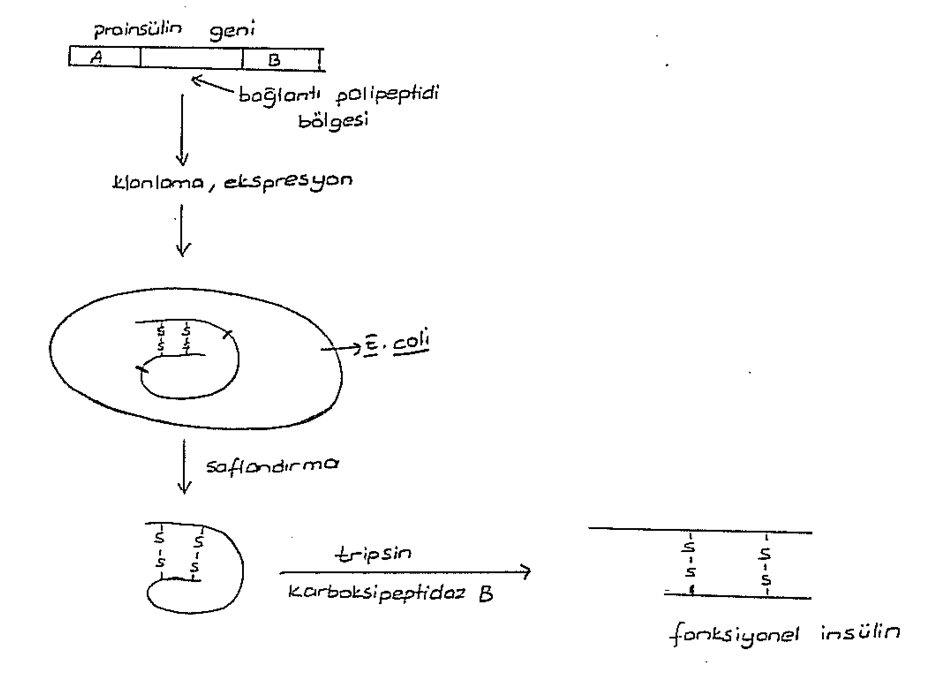 proinsülin geni
A B
bağlantı polipeptidi
bölgesi
klonlama, ekspresyon
S S
S S
E. coli
saflandırma
S S
S S
tripsin
karboksipeptidaz B
S S
S S
fonksiyonel insülin